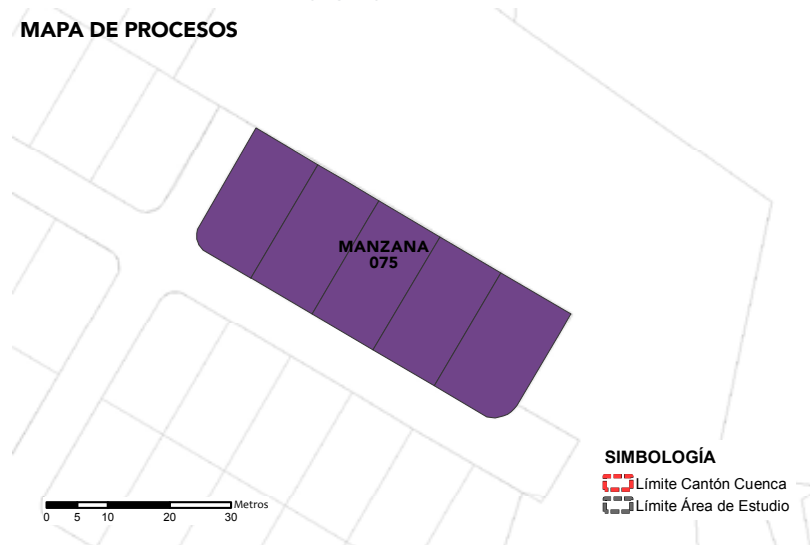 MAPA DE PROCESOS
MANZANA
075
SIMBOLOGÍA
Límite Cantón Cuenca
Límite Área de Estudio
Metros
0 5 10 20 30